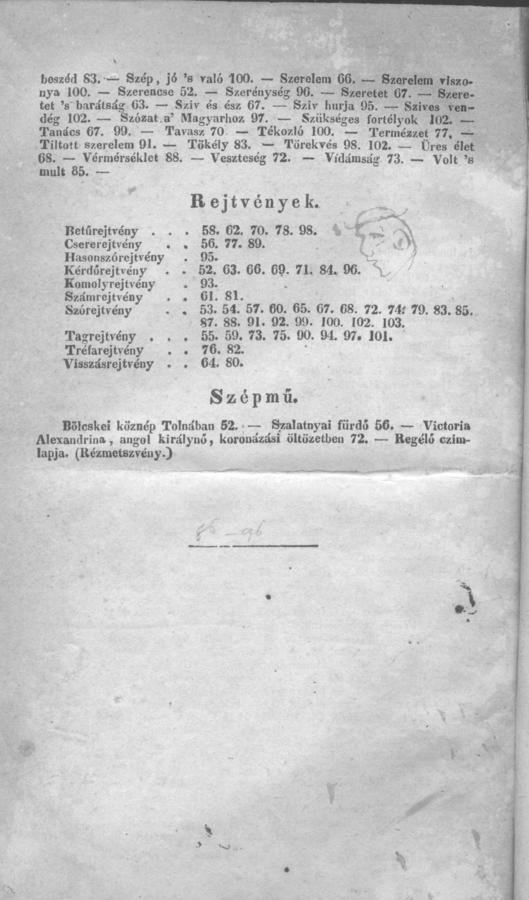 beszéd 83. — Szép, jó 's való 100. — Szerelem 66. — Szerelem viszo-
nya 100. — Szerencse 52. — Szerénység 96. — Szeretet 67. — Szere-
tet 's barátság 63. — Sziv és ész 67. — Sziv hurja 95. — Szives ven-
dég 102. — Szózat a' Magyarhoz 97. — Szükséges fortélyok 102. —
Tanács 67. 99. — Tavasz 70 — Tékozló 100. — Termézzet 77. —
Tiltott szerelem 91. — Tökély 83. — Törekvés 98. 102. — Üres élet
68. — Vérmérséklet 88. — Veszteség 72. — Vídámság 73. — Volt 's
mult 85. —
Rejtvények.
Betűrejtvény . . . 58. 62. 70. 78. 98.
Csererejtvény . . 56. 77. 89.
Hasonszórejtvény . 95.
Kérdőrejtvény . . 52. 63. 66. 69. 71. 84. 96.
Komolyrejtvény . 93.
Számrejtvény . . 61. 81.
Szórejtvény . . 53. 54. 57. 60. 65. 67. 68. 72. 74. 79. 83. 85.
87. 88. 91. 92. 99. 100. 102. 103.
Tagrejtvény . . . 55. 59. 73. 75. 90. 94. 97. 101.
Tréfarejtvény . . 76. 82.
Visszásrejtvény . . 64. 80.
Szépmű.
Bölcskei köznép Tolnában 52. — Szalatnyai fürdő 56. — Victoria
Alexandrina, angol királynő, koronázási öltözetben 72. — Regélő czim-
lapja. (Rézmetszvény.)